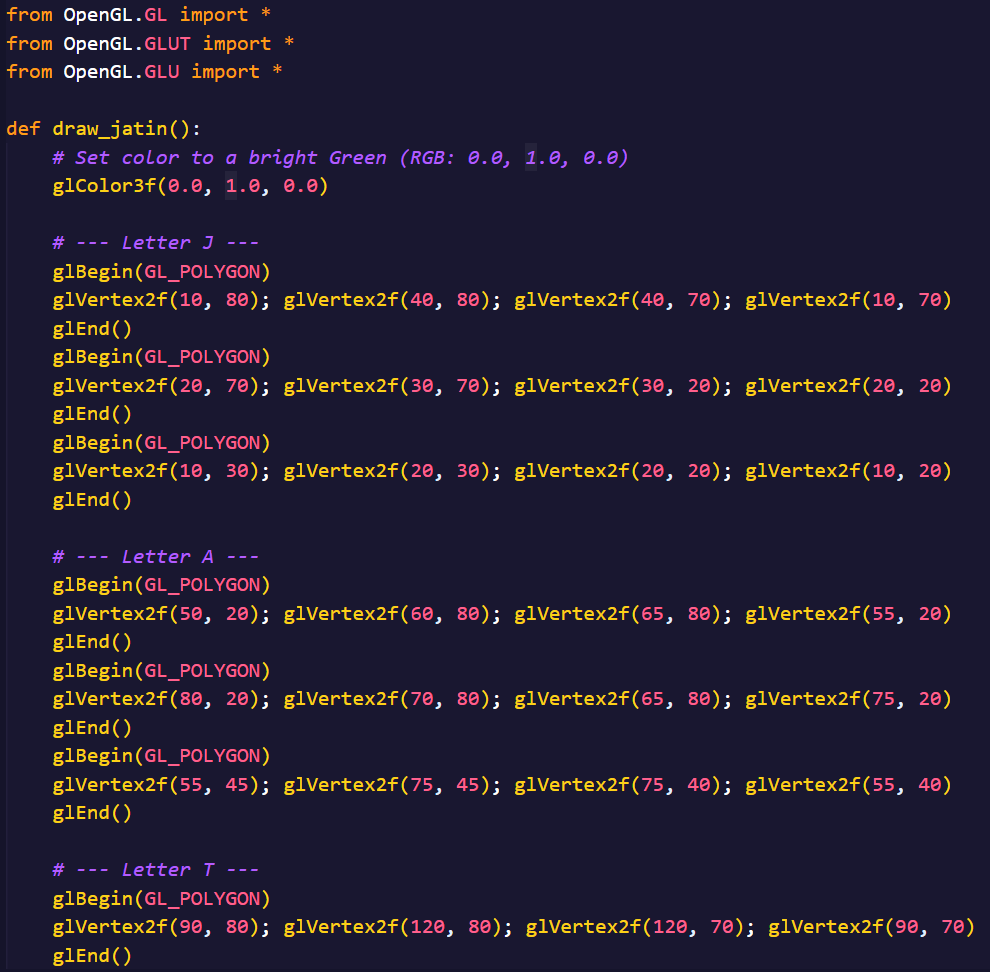 from OpenGL.GL import *
from OpenGL.GLUT import *
from OpenGL.GLU import *

def draw_jatin():
    # Set color to a bright Green (RGB: 0.0, 1.0, 0.0)
    glColor3f(0.0, 1.0, 0.0)

    # --- Letter J ---
    glBegin(GL_POLYGON)
    glVertex2f(10, 80); glVertex2f(40, 80); glVertex2f(40, 70); glVertex2f(10, 70)
    glEnd()
    glBegin(GL_POLYGON)
    glVertex2f(20, 70); glVertex2f(30, 70); glVertex2f(30, 20); glVertex2f(20, 20)
    glEnd()
    glBegin(GL_POLYGON)
    glVertex2f(10, 30); glVertex2f(20, 30); glVertex2f(20, 20); glVertex2f(10, 20)
    glEnd()

    # --- Letter A ---
    glBegin(GL_POLYGON)
    glVertex2f(50, 20); glVertex2f(60, 80); glVertex2f(65, 80); glVertex2f(55, 20)
    glEnd()
    glBegin(GL_POLYGON)
    glVertex2f(80, 20); glVertex2f(70, 80); glVertex2f(65, 80); glVertex2f(75, 20)
    glEnd()
    glBegin(GL_POLYGON)
    glVertex2f(55, 45); glVertex2f(75, 45); glVertex2f(75, 40); glVertex2f(55, 40)
    glEnd()

    # --- Letter T ---
    glBegin(GL_POLYGON)
    glVertex2f(90, 80); glVertex2f(120, 80); glVertex2f(120, 70); glVertex2f(90, 70)
    glEnd()